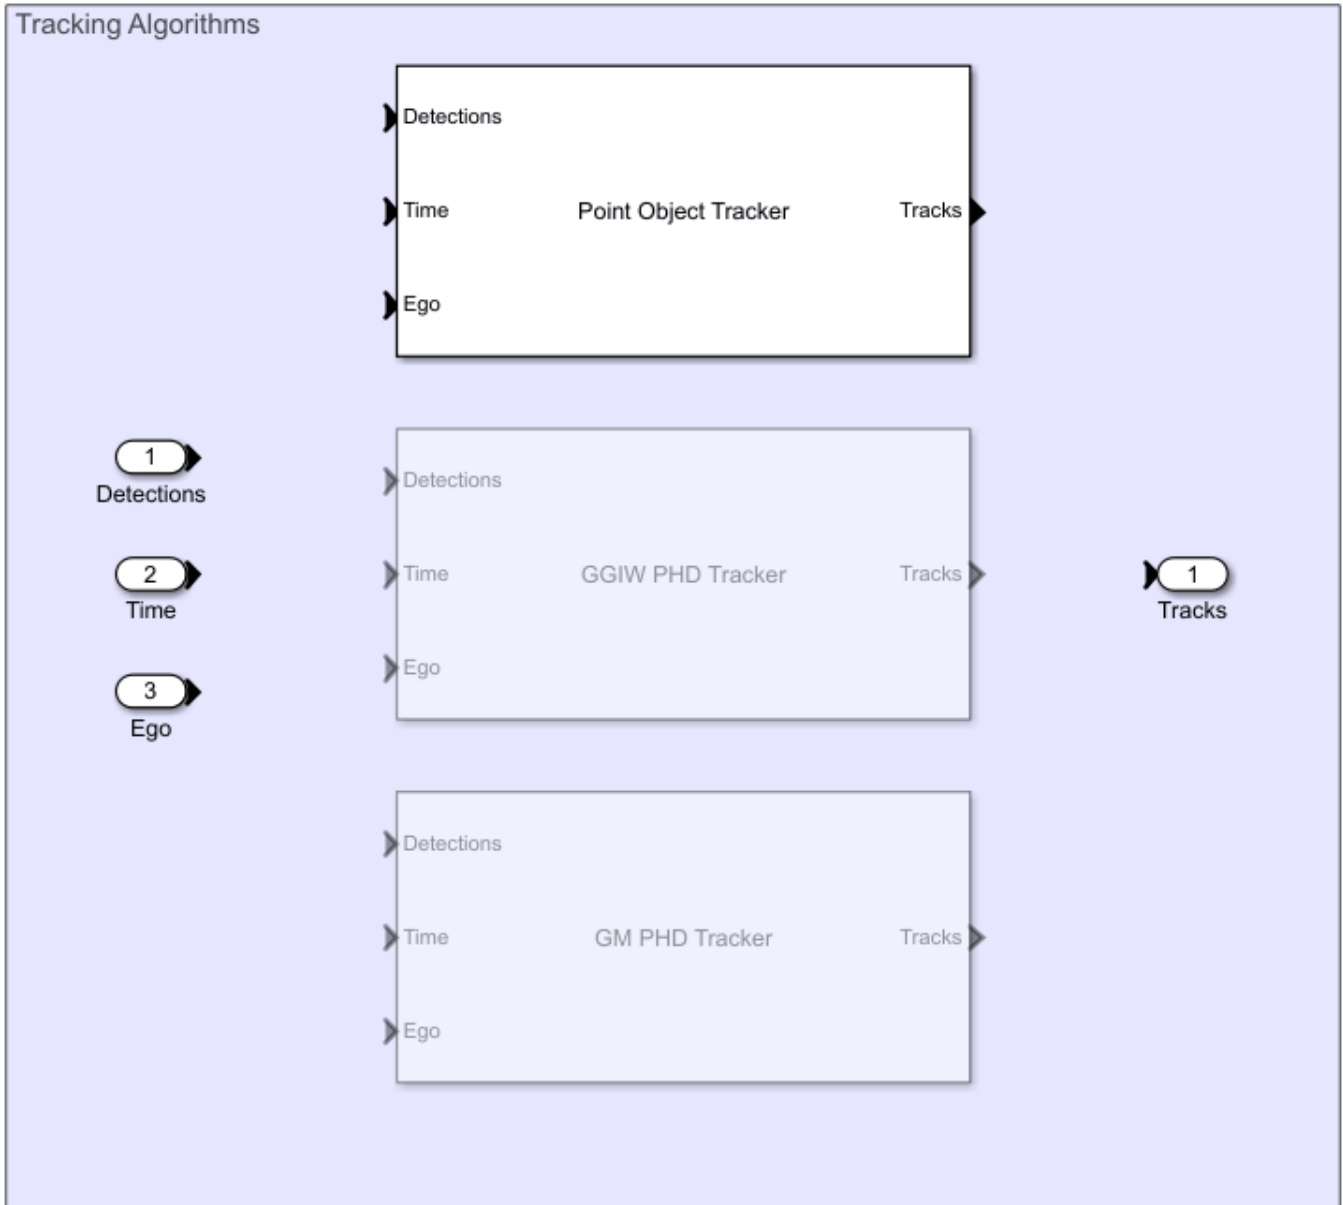 Tracking Algorithms
Detections
Time
Point Object Tracker
Tracks
Ego
1
Detections
2
Time
3
Ego
Detections
Time
GGIW PHD Tracker
Tracks
Ego
1
Tracks
Detections
Time
GM PHD Tracker
Tracks
Ego